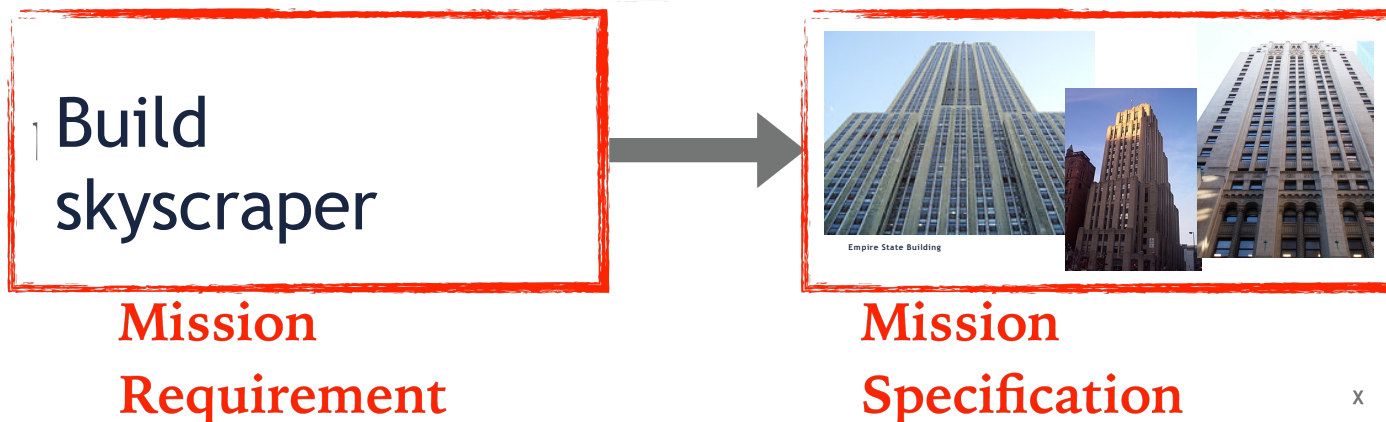 Build
skyscraper
Empire State Building
Mission
Requirement
Mission
Specification
X